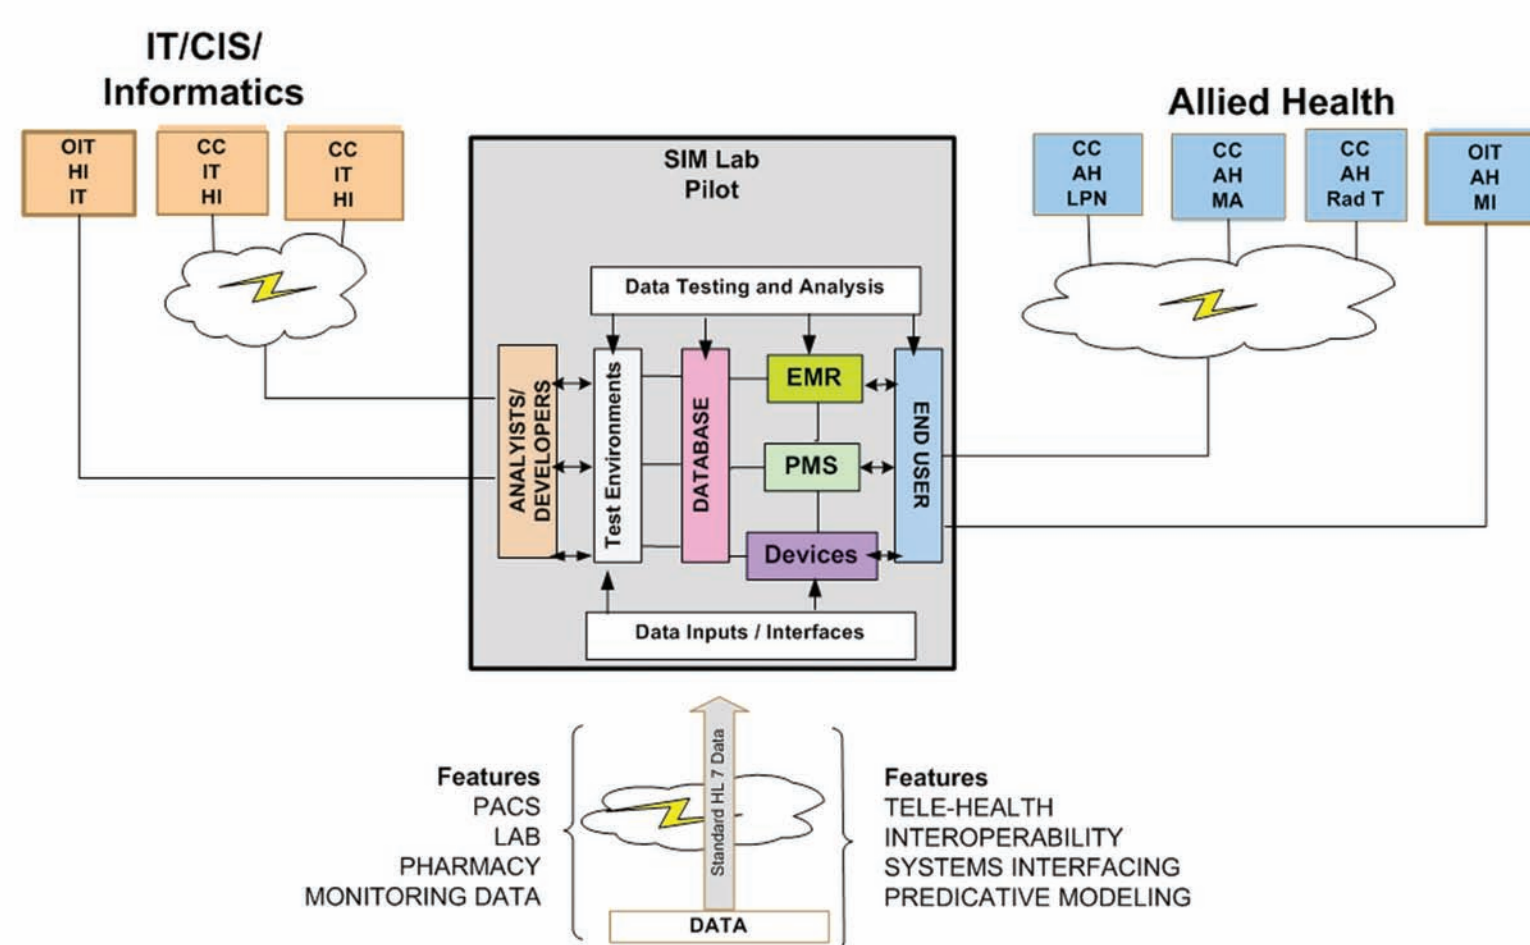 IT/CIS/
Informatics
OIT
HI
IT
CC
IT
HI
CC
IT
HI
Allied Health
CC
AH
LPN
CC
AH
MA
CC
AH
Rad T
OIT
AH
MI
SIM Lab
Pilot
Data Testing and Analysis
ANALYISTS/
DEVELOPERS
Test Environments
DATABASE
EMR
PMS
Devices
END USER
Data Inputs / Interfaces
Standard HL 7 Data
DATA
Features
PACS
LAB
PHARMACY
MONITORING DATA
Features
TELE-HEALTH
INTEROPERABILITY
SYSTEMS INTERFACING
PREDICATIVE MODELING